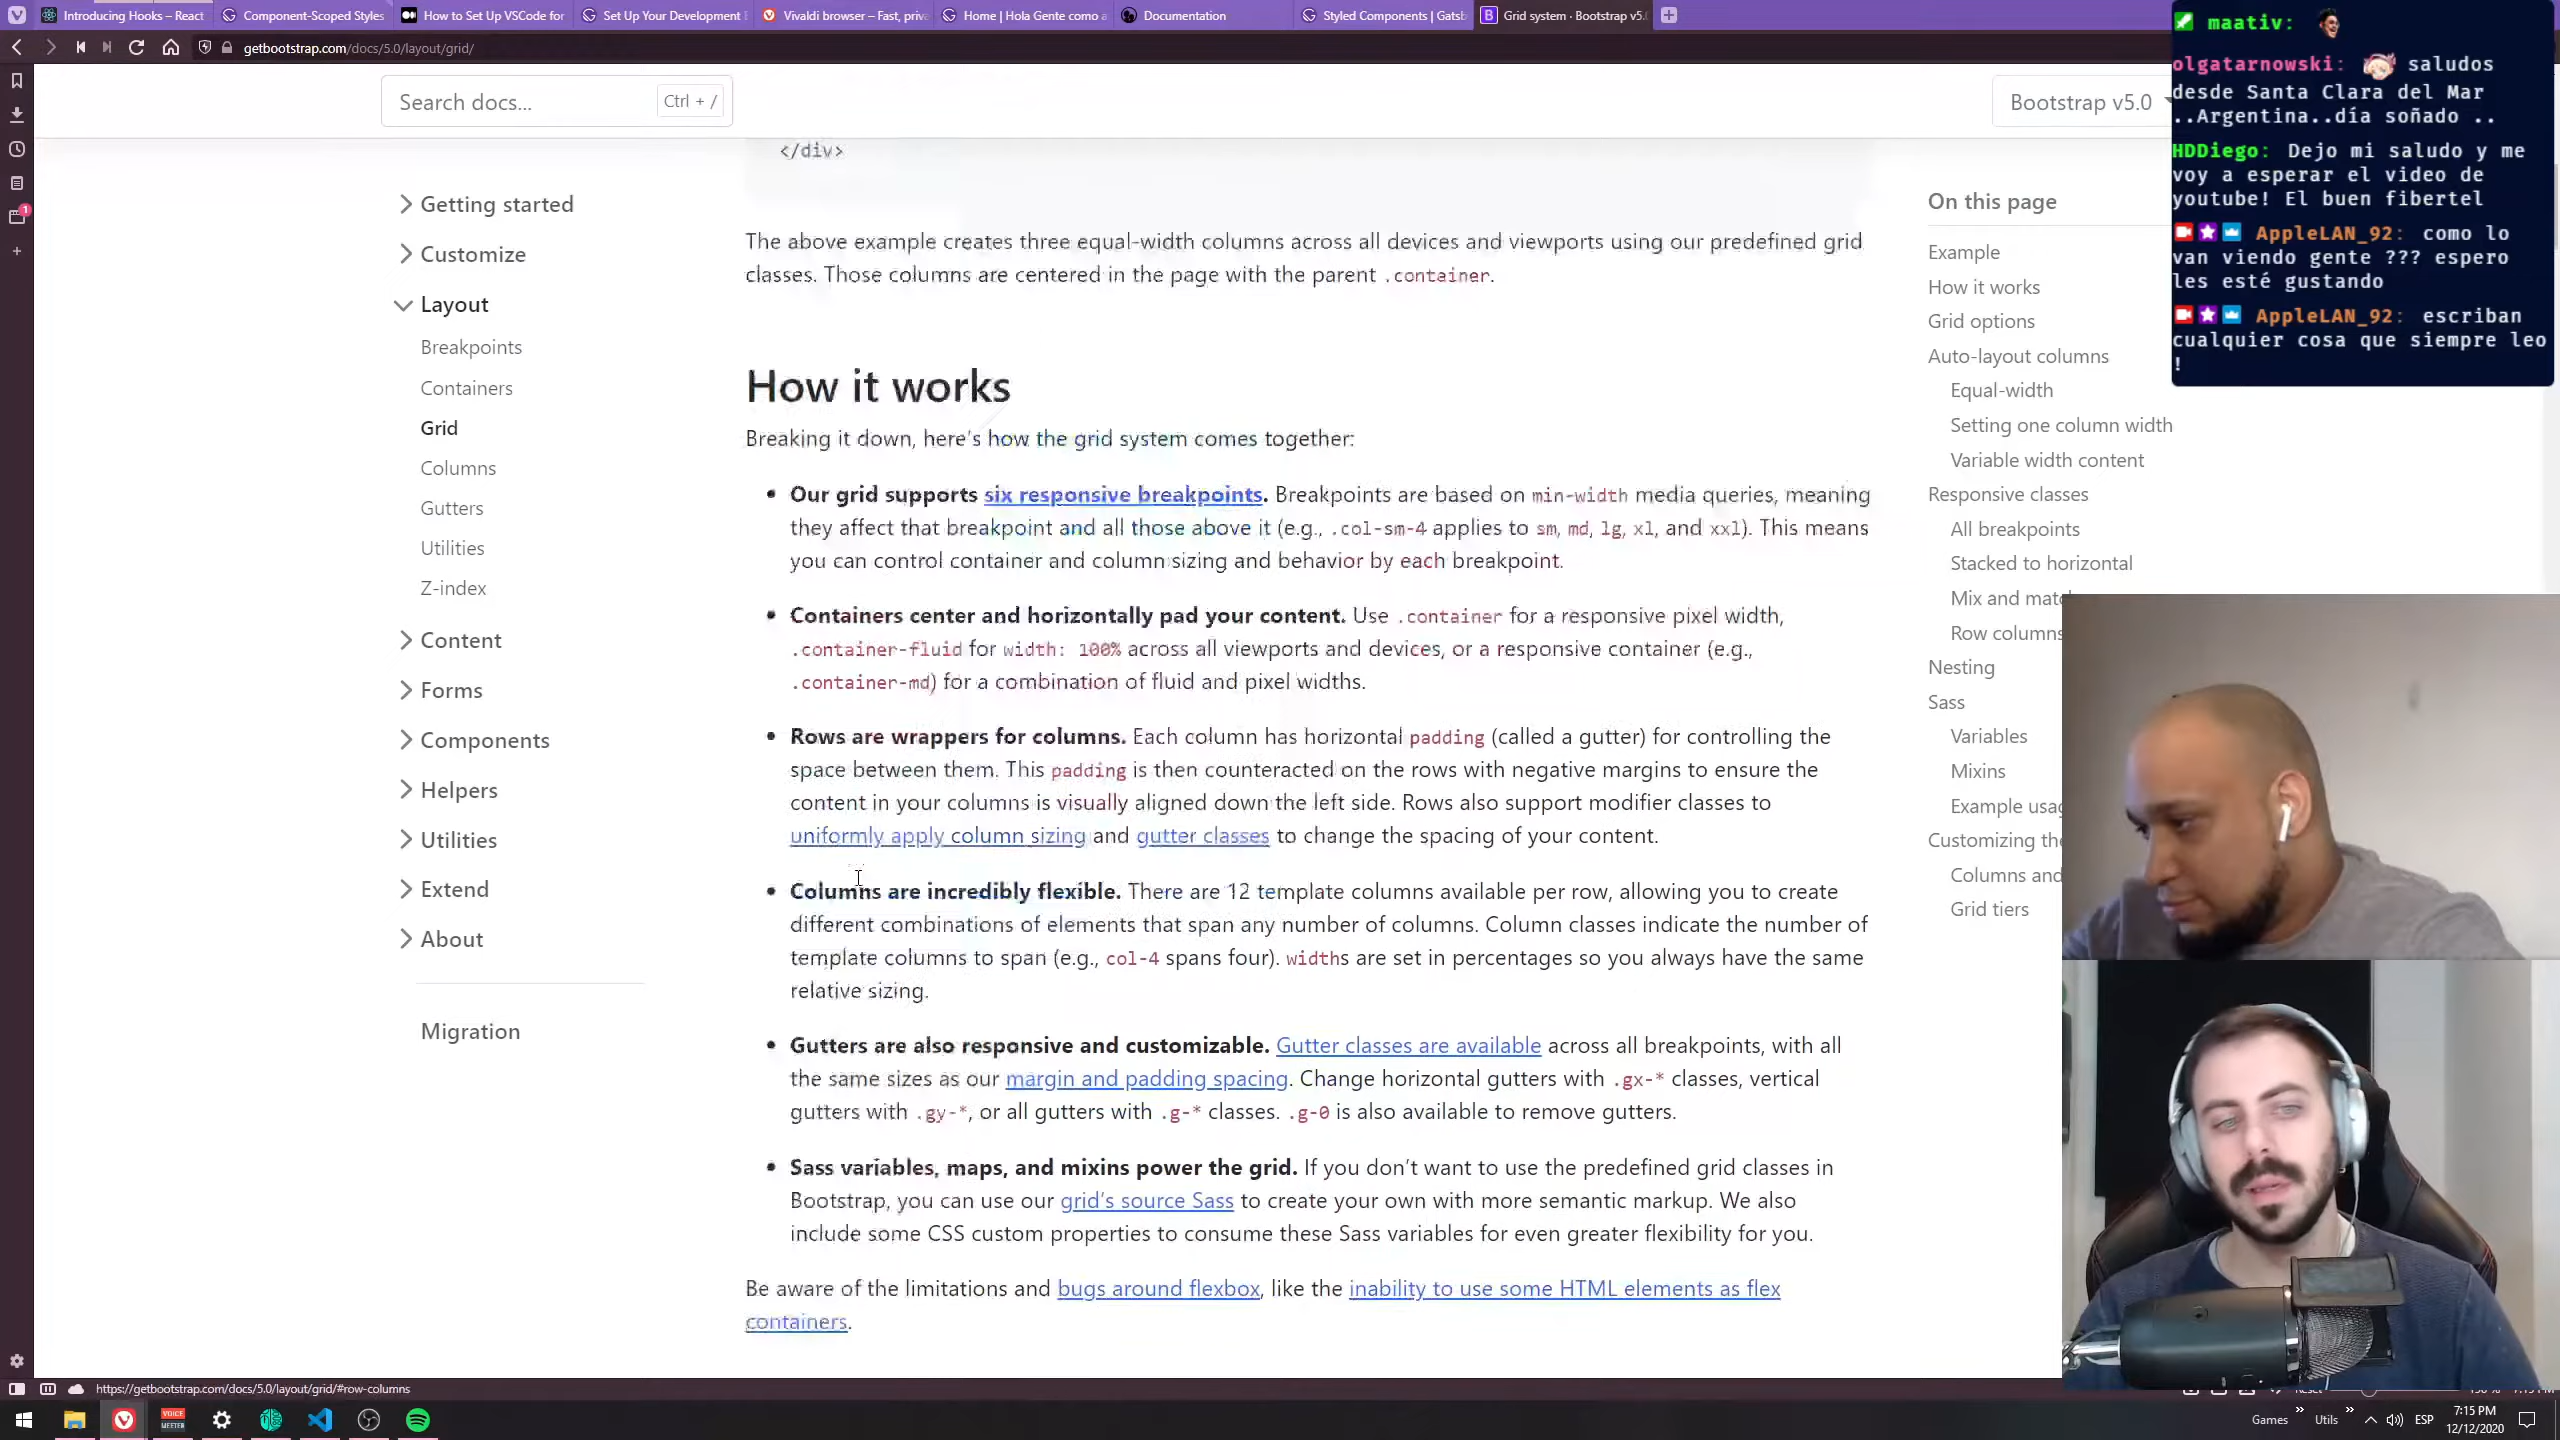 Introducing Hooks – React
Component-Scoped Styles
How to Set Up VSCode for
Set Up Your Development
Vivaldi browser – Fast, priva
Home | Hola Gente como a
Documentation
Styled Components | Gatsb
Grid system · Bootstrap v5.
getbootstrap.com/docs/5.0/layout/grid/
Search docs...
Ctrl + /
Bootstrap v5.0
Getting started
Customize
Layout
Breakpoints
Containers
Grid
Columns
Gutters
Utilities
Z-index
Content
Forms
Components
Helpers
Utilities
Extend
About
Migration
</div>
The above example creates three equal-width columns across all devices and viewports using our predefined grid
classes. Those columns are centered in the page with the parent .container.
How it works
Breaking it down, here's how the grid system comes together:
Our grid supports six responsive breakpoints. Breakpoints are based on min-width media queries, meaning
they affect that breakpoint and all those above it (e.g., .col-sm-4 applies to sm, md, lg, xl, and xxl). This means
you can control container and column sizing and behavior by each breakpoint.
Containers center and horizontally pad your content. Use .container for a responsive pixel width,
.container-fluid for width: 100% across all viewports and devices, or a responsive container (e.g.,
.container-md) for a combination of fluid and pixel widths.
Rows are wrappers for columns. Each column has horizontal padding (called a gutter) for controlling the
space between them. This padding is then counteracted on the rows with negative margins to ensure the
content in your columns is visually aligned down the left side. Rows also support modifier classes to
uniformly apply column sizing and gutter classes to change the spacing of your content.
Columns are incredibly flexible. There are 12 template columns available per row, allowing you to create
different combinations of elements that span any number of columns. Column classes indicate the number of
template columns to span (e.g., col-4 spans four). widths are set in percentages so you always have the same
relative sizing.
Gutters are also responsive and customizable. Gutter classes are available across all breakpoints, with all
the same sizes as our margin and padding spacing. Change horizontal gutters with .gx-* classes, vertical
gutters with .gy-*, or all gutters with .g-* classes. .g-0 is also available to remove gutters.
Sass variables, maps, and mixins power the grid. If you don't want to use the predefined grid classes in
Bootstrap, you can use our grid's source Sass to create your own with more semantic markup. We also
include some CSS custom properties to consume these Sass variables for even greater flexibility for you.
Be aware of the limitations and bugs around flexbox, like the inability to use some HTML elements as flex
containers.
On this page
Example
How it works
Grid options
Auto-layout columns
Equal-width
Setting one column width
Variable width content
Responsive classes
All breakpoints
Stacked to horizontal
Mix and matc
Row columns
Nesting
Sass
Variables
Mixins
Example usag
Customizing the
Columns and
Grid tiers
maativ:
olgatarnowski: saludos
desde Santa Clara del Mar
..Argentina..día soñado ..
HDDiego: Dejo mi saludo y me
voy a esperar el video de
youtube! El buen fibertel
AppleLAN_92: como lo
van viendo gente ??? espero
les esté gustando
AppleLAN_92: escriban
cualquier cosa que siempre leo
!
https://getbootstrap.com/docs/5.0/layout/grid/#row-columns
VOICE
MEETER
Games
Utils
ESP
7:15 PM
12/12/2020